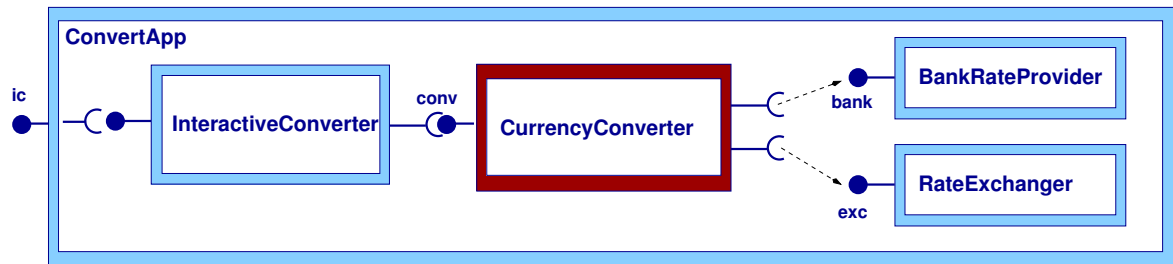 ConvertApp
ic
InteractiveConverter
conv
CurrencyConverter
bank
BankRateProvider
exc
RateExchanger